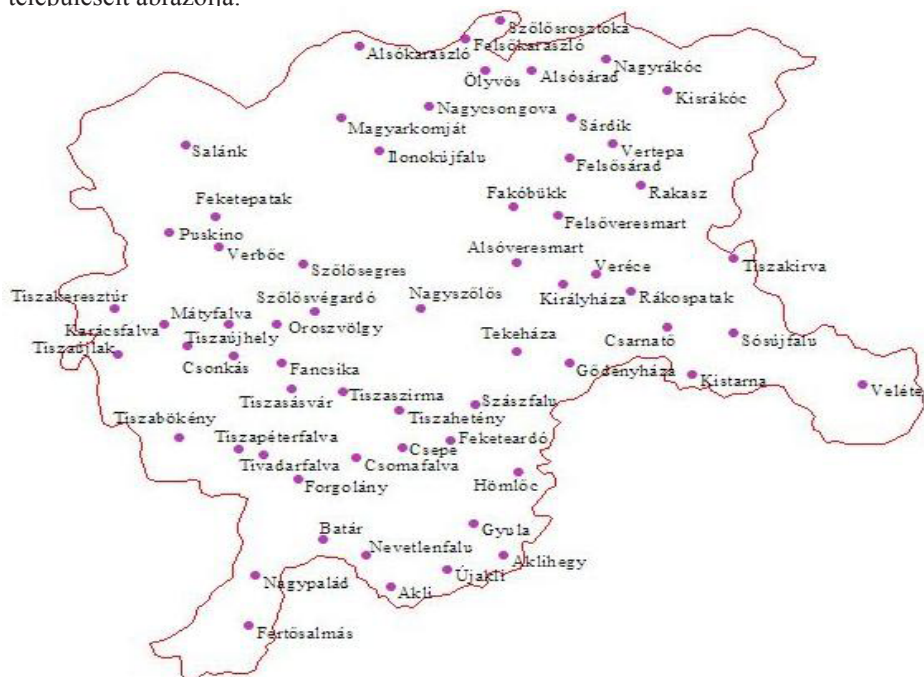 településeit ábrázolja.
Szőlősrosztoka
Alsókaraszló
Felsőkaraszló
Nagyrákóc
Ölyvös
Alsósárad
Kisrákóc
Nagycsongova
Magyarkomját
Sárdik
Salánk
Ilonokújfalu
Vertepa
Felsősárad
Feketepatak
Fakóbükk
Rakasz
Felsőveresmart
Puskino
Verbőc
Alsóveresmart
Szőlősegres
Veréce
Tiszakirva
Tiszakeresztúr
Szőlősvégardó
Nagyszőlős
Királyháza
Rákospatak
Mátyfalva
Karácsfalva
Tiszaújhely
Oroszvölgy
Tekeháza
Csarnatő
Sósújfalu
Tiszaújlak
Csonkás
Fancsika
Gődényháza
Kistarna
Veléte
Tiszasásvár
Tiszaszirma
Szászfalu
Tiszabökény
Tiszahetény
Tiszapéterfalva
Feketeardó
Csepe
Tivadarfalva
Csomafalva
Forgolány
Hömlőc
Batár
Gyula
Nevetlenfalu
Aklihegy
Nagypalád
Újakli
Akli
Fertősalmás